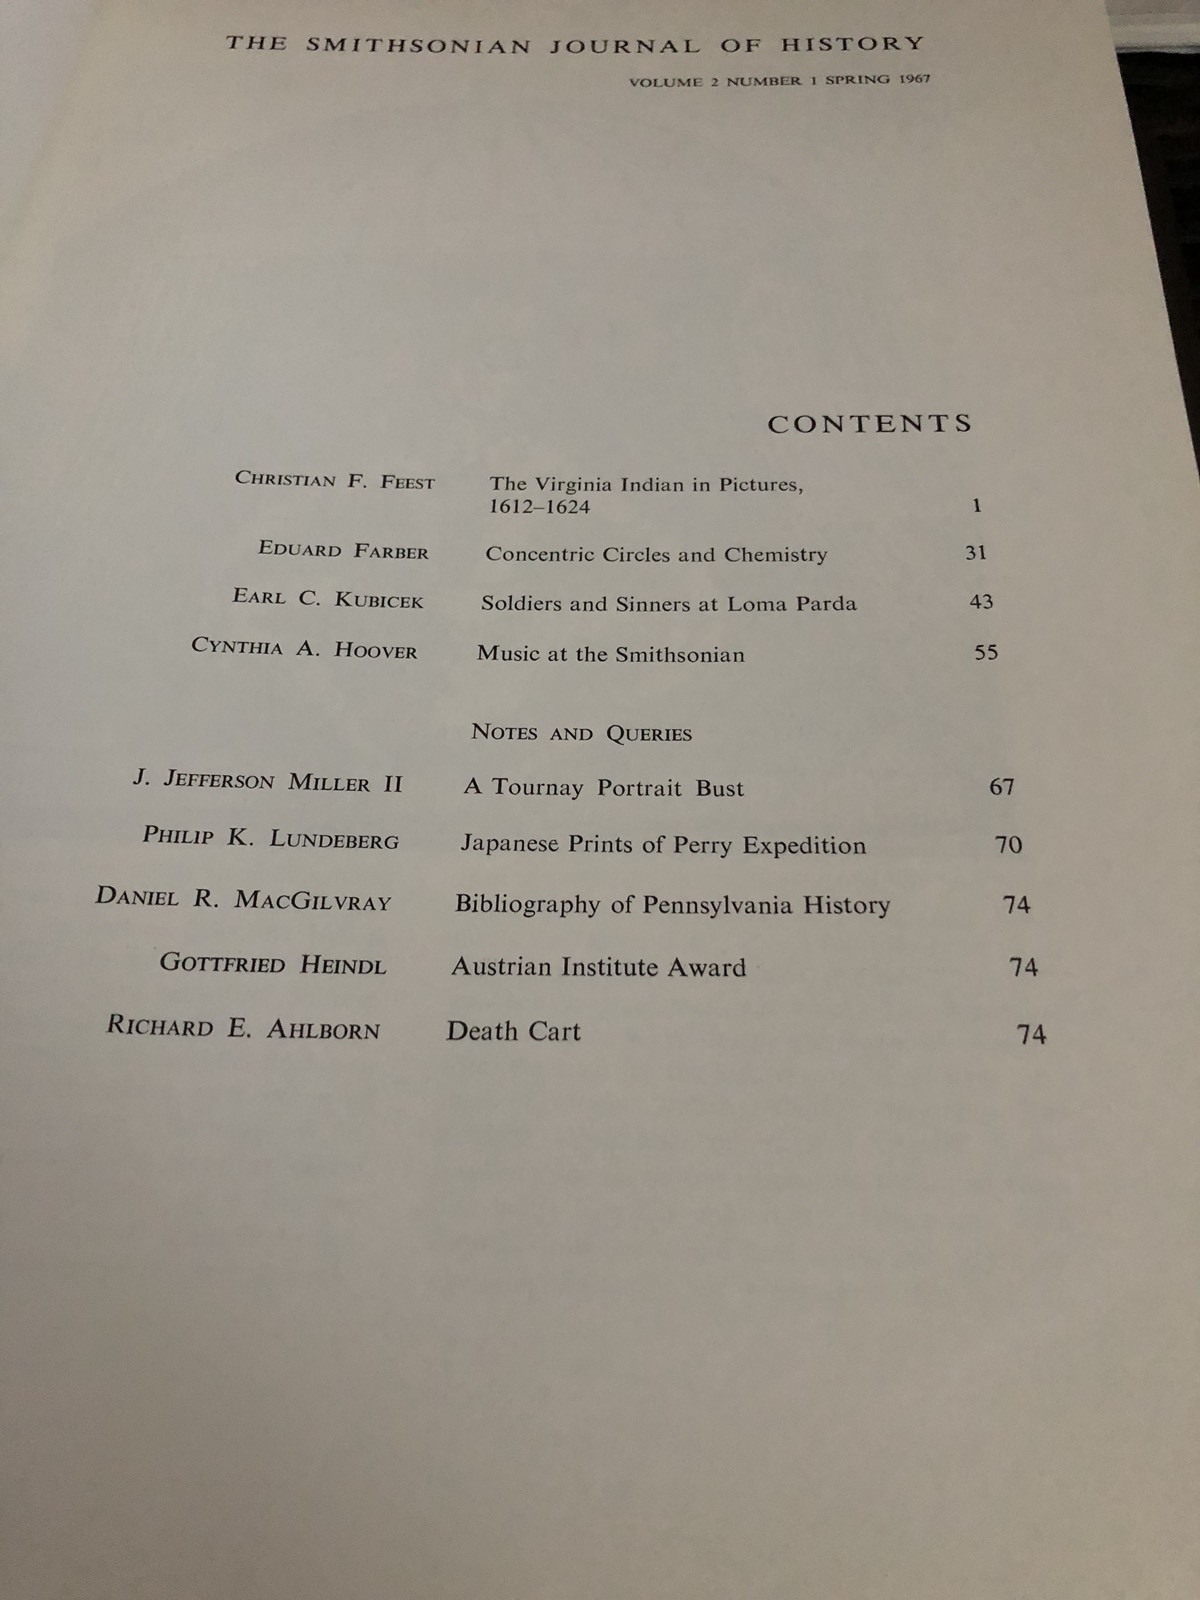 THE SMITHSONIAN JOURNAL OF HISTORY
VOLUME 2 NUMBER 1 SPRING 1967
CONTENTS
CHRISTIAN F. FEEST The Virginia Indian in Pictures,
1612–1624 1
EDUARD FARBER Concentric Circles and Chemistry 31
EARL C. KUBICEK Soldiers and Sinners at Loma Parda 43
CYNTHIA A. HOOVER Music at the Smithsonian 55
NOTES AND QUERIES
J. JEFFERSON MILLER II A Tournay Portrait Bust 67
PHILIP K. LUNDEBERG Japanese Prints of Perry Expedition 70
DANIEL R. MACGILVRAY Bibliography of Pennsylvania History 74
GOTTFRIED HEINDL Austrian Institute Award 74
RICHARD E. AHLBORN Death Cart 74